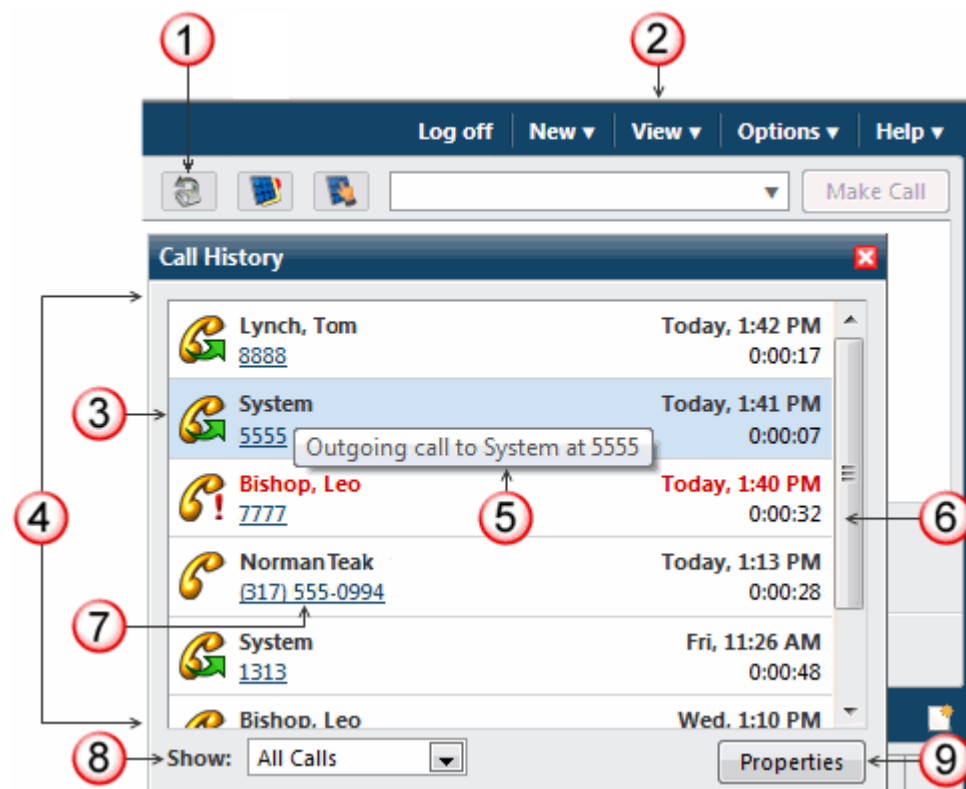 1
2
Log off New ▾ View ▾ Options ▾ Help ▾
Make Call
Call History
Lynch, Tom Today, 1:42 PM
8888 0:00:17
3
System Today, 1:41 PM
5555 0:00:07
Outgoing call to System at 5555
4
Bishop, Leo Today, 1:40 PM
7777 0:00:32
5
6
Norman Teak Today, 1:13 PM
(317) 555-0994 0:00:28
7
System Fri, 11:26 AM
1313 0:00:48
Bishop, Leo Wed, 1:10 PM
8
Show: All Calls
Properties
9